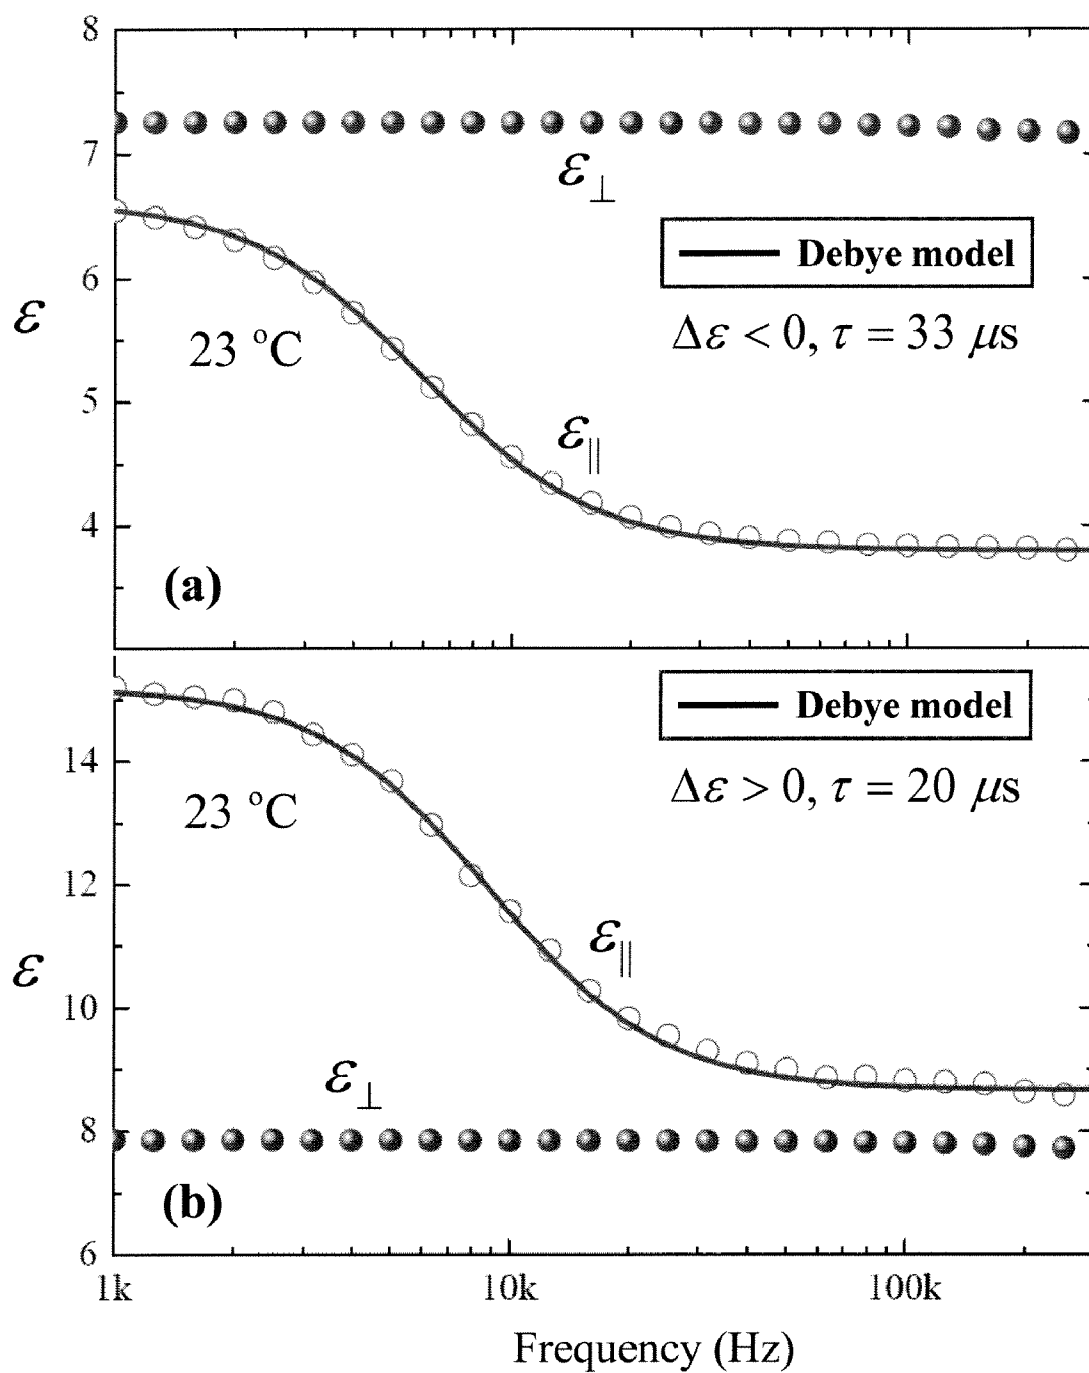 8
7
ε⊥
Debye model
6
ε
Δε < 0, τ = 33 μs
23 °C
5
ε||
4
(a)
Debye model
14
Δε > 0, τ = 20 μs
23 °C
12
ε||
ε
10
ε⊥
8
(b)
6
1k 10k 100k
Frequency (Hz)